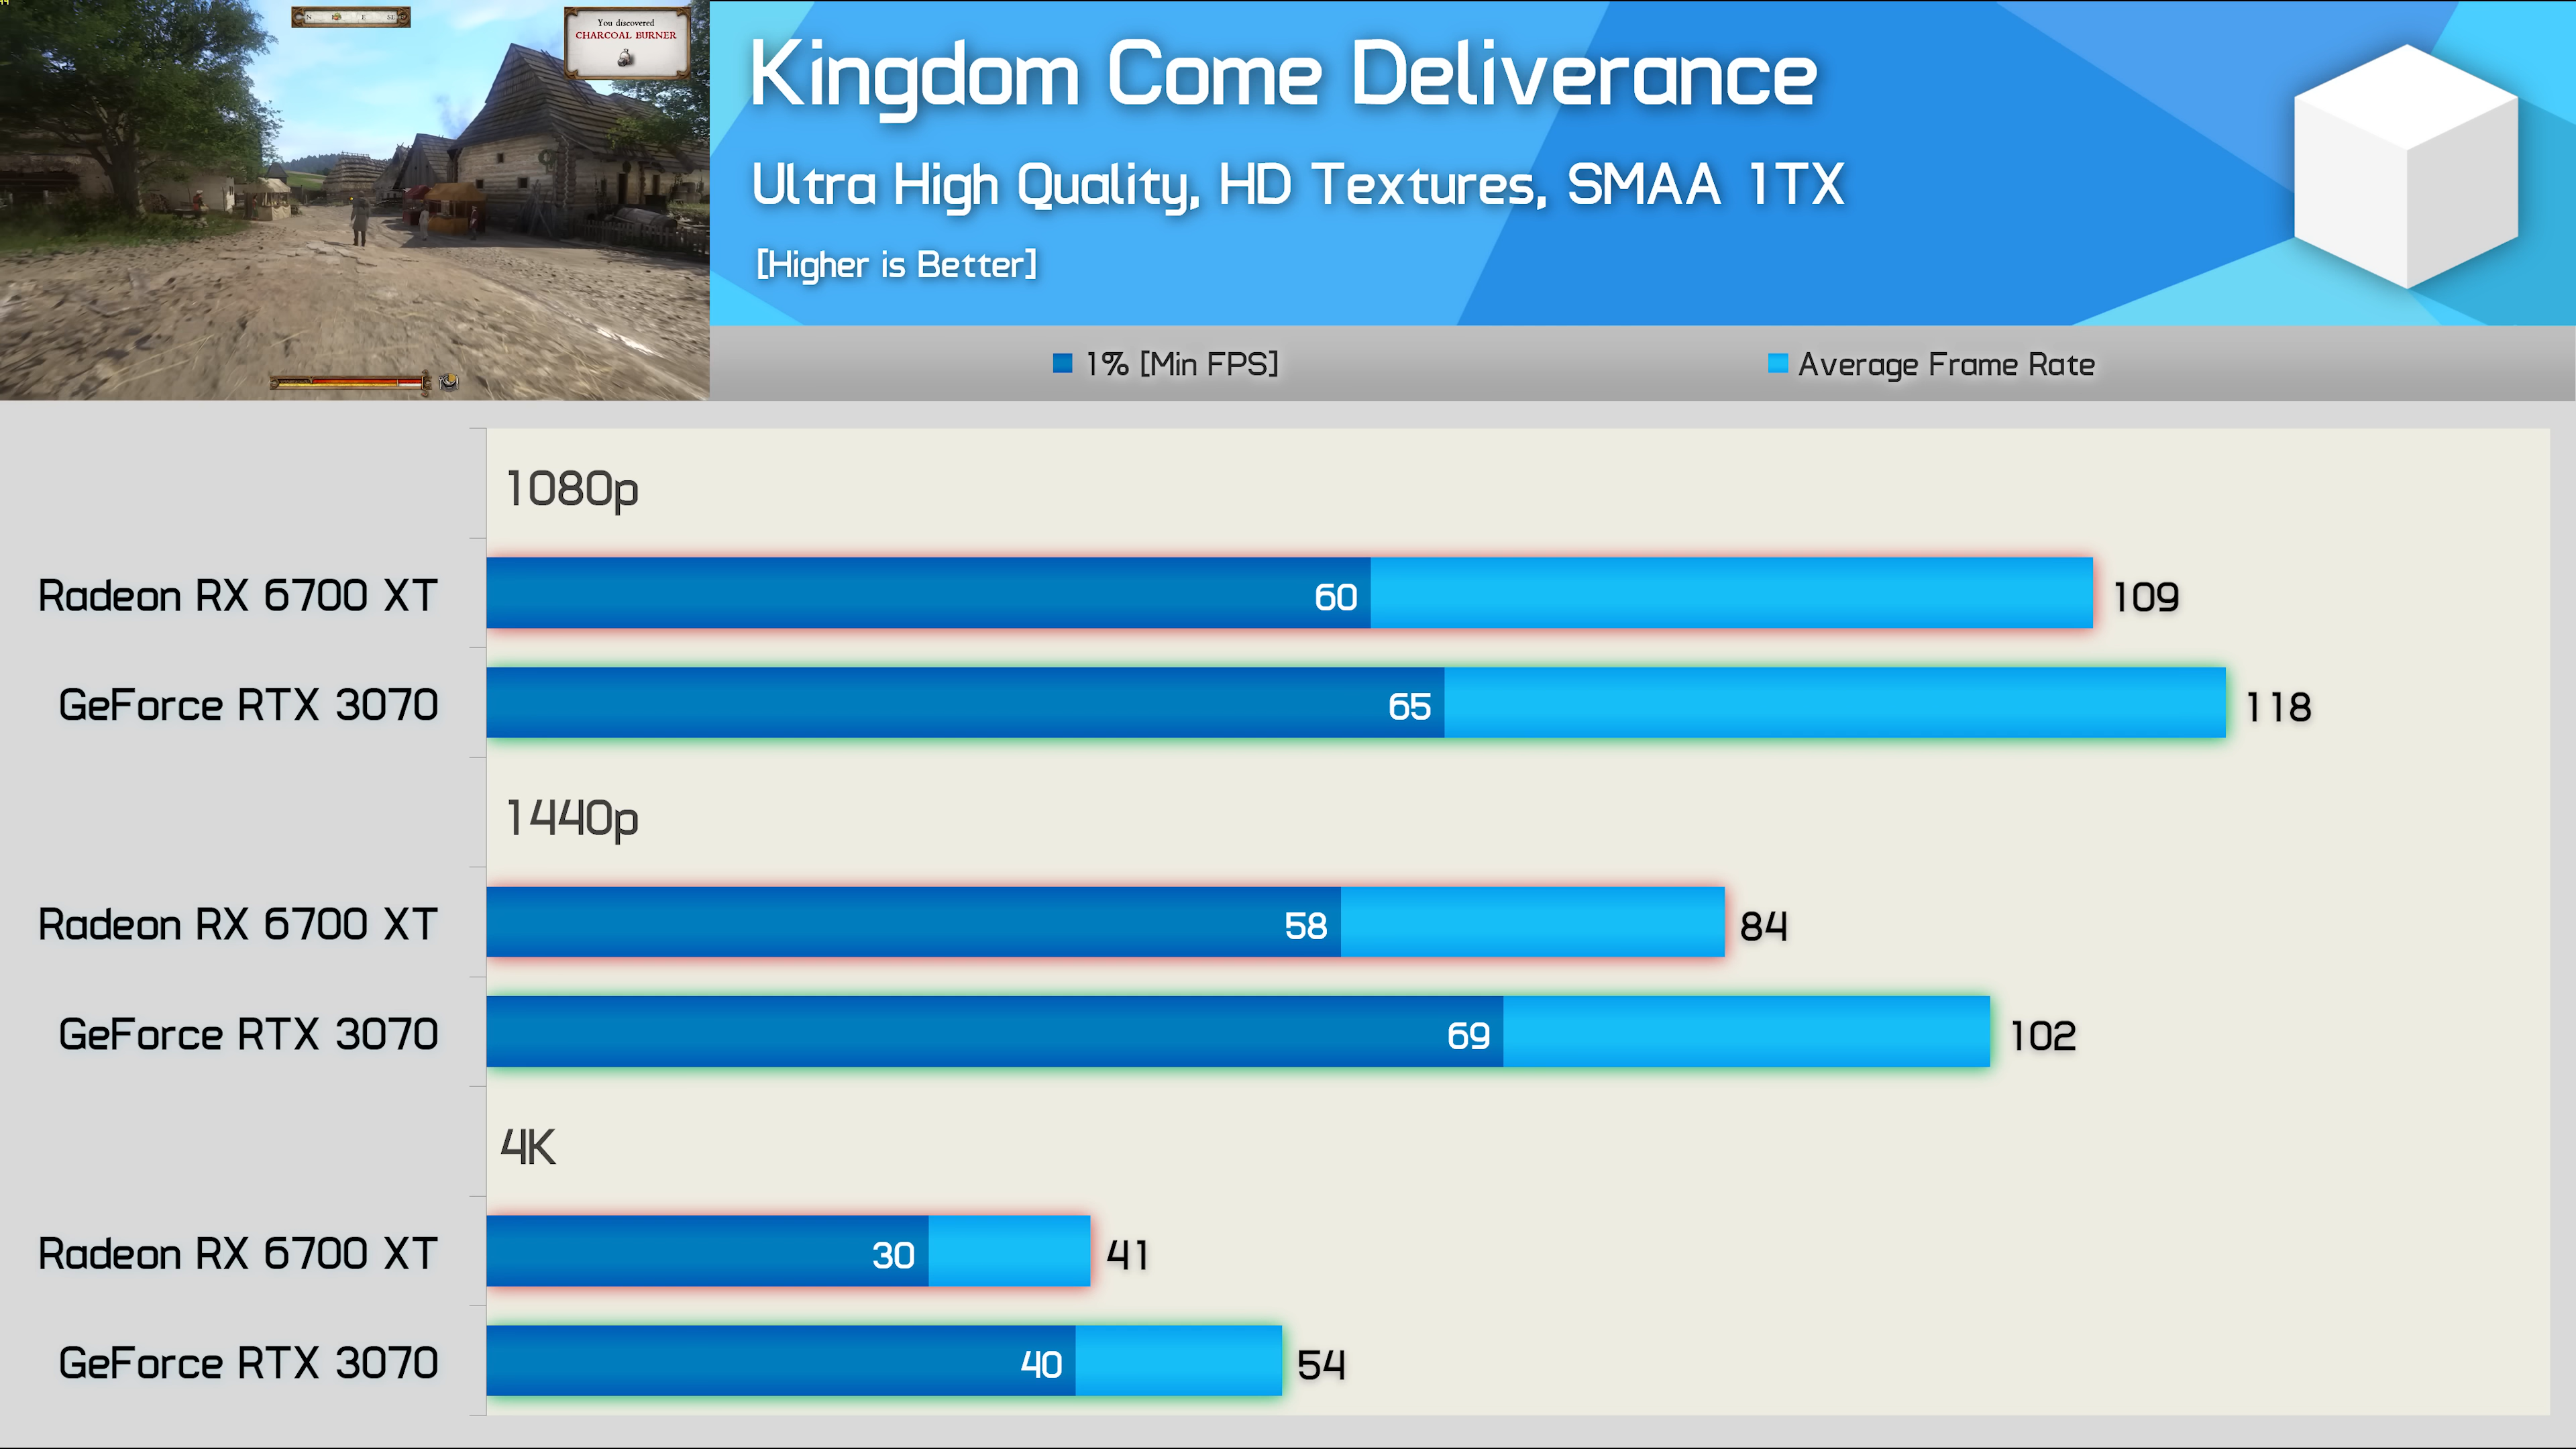 You discovered
CHARCOAL BURNER
Kingdom Come Deliverance
Ultra High Quality, HD Textures, SMAA 1TX
[Higher is Better]
1% [Min FPS]
Average Frame Rate
1080p
Radeon RX 6700 XT
60
109
GeForce RTX 3070
65
118
1440p
Radeon RX 6700 XT
58
84
GeForce RTX 3070
69
102
4K
Radeon RX 6700 XT
30
41
GeForce RTX 3070
40
54